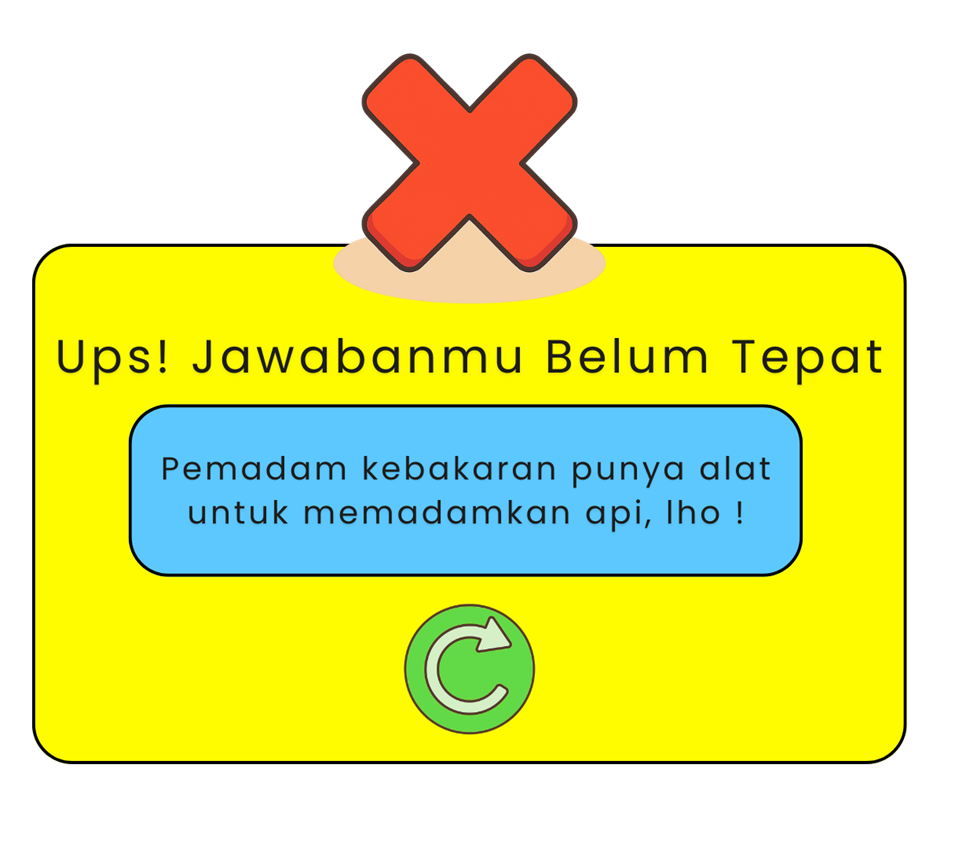 Ups! Jawabanmu Belum Tepat
Pemadam kebakaran punya alat
untuk memadamkan api, lho !